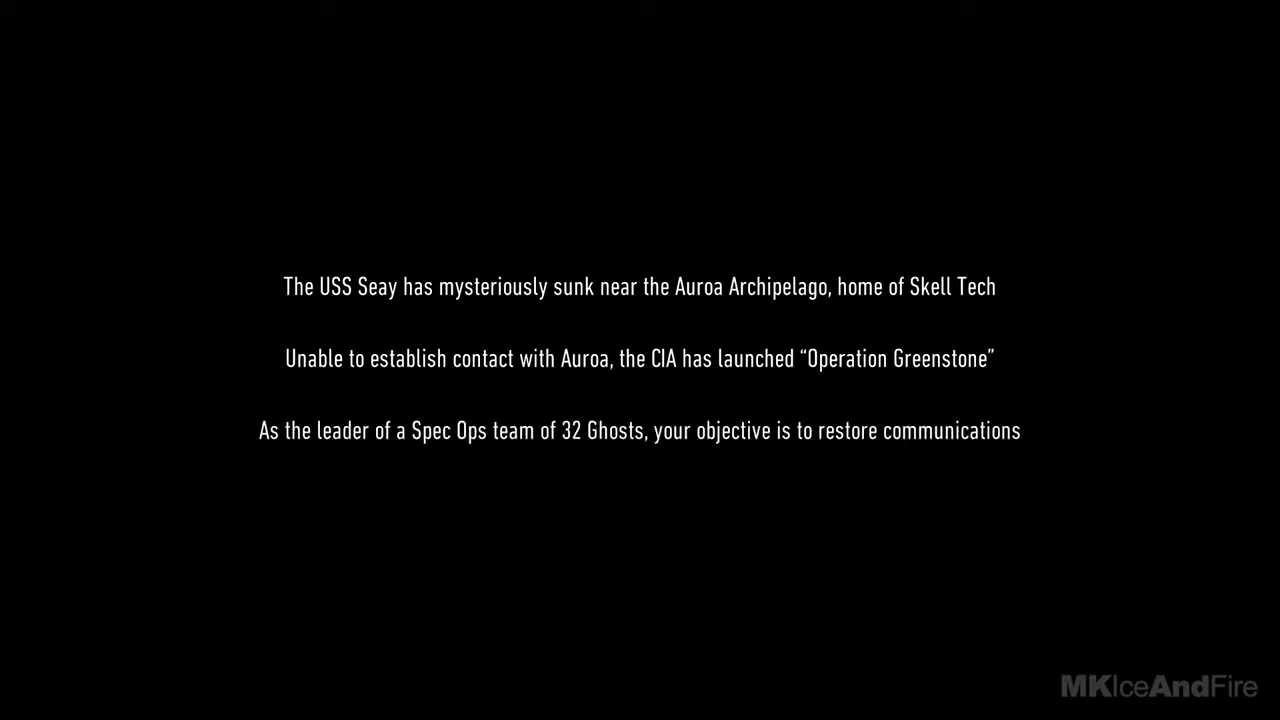 The USS Seay has mysteriously sunk near the Auroa Archipelago, home of Skell Tech
Unable to establish contact with Auroa, the CIA has launched “Operation Greenstone”
As the leader of a Spec Ops team of 32 Ghosts, your objective is to restore communications
MKIceAndFire